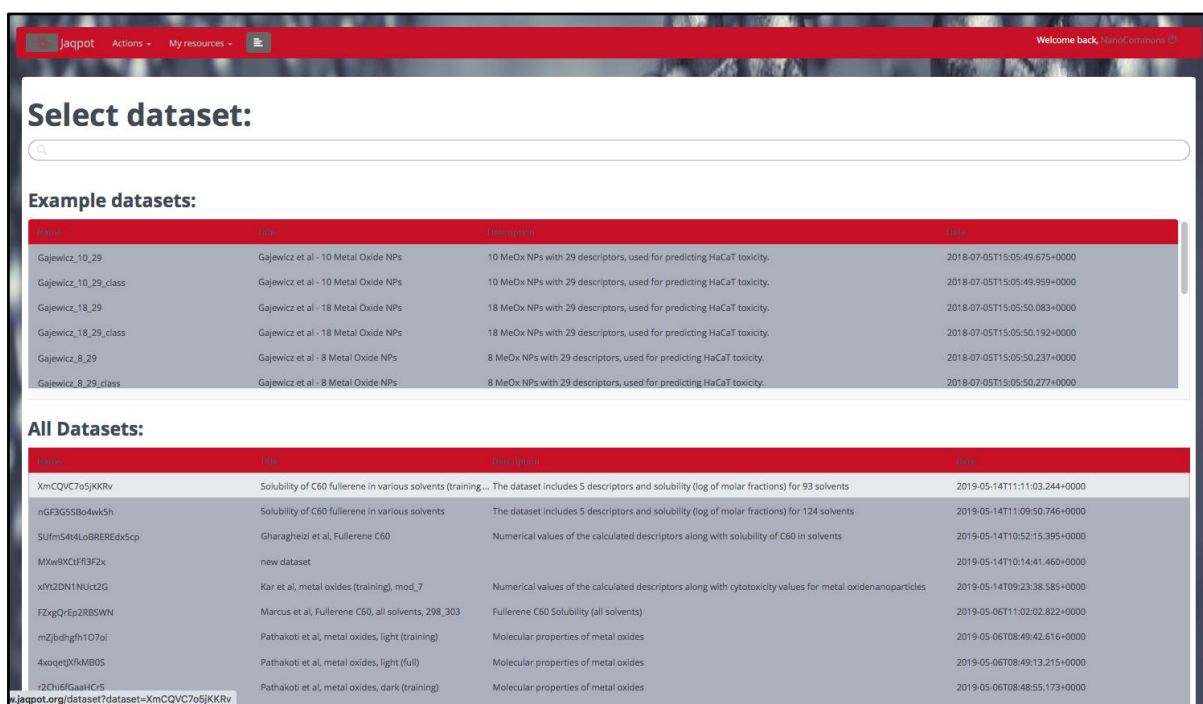 Jaqpot Actions My resources Welcome back, NanoCommons
Select dataset:
Example datasets:
Name Title Description Date
Gajewicz_10_29 Gajewicz et al - 10 Metal Oxide NPs 10 MeOx NPs with 29 descriptors, used for predicting HaCaT toxicity. 2018-07-05T15:05:49.675+0000
Gajewicz_10_29_class Gajewicz et al - 10 Metal Oxide NPs 10 MeOx NPs with 29 descriptors, used for predicting HaCaT toxicity. 2018-07-05T15:05:49.959+0000
Gajewicz_18_29 Gajewicz et al - 18 Metal Oxide NPs 18 MeOx NPs with 29 descriptors, used for predicting HaCaT toxicity. 2018-07-05T15:05:50.083+0000
Gajewicz_18_29_class Gajewicz et al - 18 Metal Oxide NPs 18 MeOx NPs with 29 descriptors, used for predicting HaCaT toxicity. 2018-07-05T15:05:50.192+0000
Gajewicz_8_29 Gajewicz et al - 8 Metal Oxide NPs 8 MeOx NPs with 29 descriptors, used for predicting HaCaT toxicity. 2018-07-05T15:05:50.237+0000
Gajewicz_8_29_class Gajewicz et al - 8 Metal Oxide NPs 8 MeOx NPs with 29 descriptors, used for predicting HaCaT toxicity. 2018-07-05T15:05:50.277+0000
All Datasets:
Name Title Description Date
XmCQVC7o5jKKRv Solubility of C60 fullerene in various solvents (training ... The dataset includes 5 descriptors and solubility (log of molar fractions) for 93 solvents 2019-05-14T11:11:03.244+0000
nGF3G5SBo4wk5h Solubility of C60 fullerene in various solvents The dataset includes 5 descriptors and solubility (log of molar fractions) for 124 solvents 2019-05-14T11:09:50.746+0000
SUfmS4t4LoBREREdx5cp Gharagheizi et al, Fullerene C60 Numerical values of the calculated descriptors along with solubility of C60 in solvents 2019-05-14T10:52:15.395+0000
MXw9XCtFfl3F2x new dataset 2019-05-14T10:14:41.460+0000
xlYt2DN1NUct2G Kar et al, metal oxides (training), mod_7 Numerical values of the calculated descriptors along with cytotoxicity values for metal oxidenanoparticles 2019-05-14T09:23:38.585+0000
FZxgQrEp2RBSWN Marcus et al, Fullerene C60, all solvents, 298_303 Fullerene C60 Solubility (all solvents) 2019-05-06T11:02:02.822+0000
mZjbdhgfh1O7oi Pathakoti et al, metal oxides, light (training) Molecular properties of metal oxides 2019-05-06T08:49:42.616+0000
4xoqetJXfkMB0S Pathakoti et al, metal oxides, light (full) Molecular properties of metal oxides 2019-05-06T08:49:13.215+0000
r2Chi6fGaaHCrS Pathakoti et al, metal oxides, dark (training) Molecular properties of metal oxides 2019-05-06T08:48:55.173+0000
w.jaqpot.org/dataset?dataset=XmCQVC7o5jKKRv